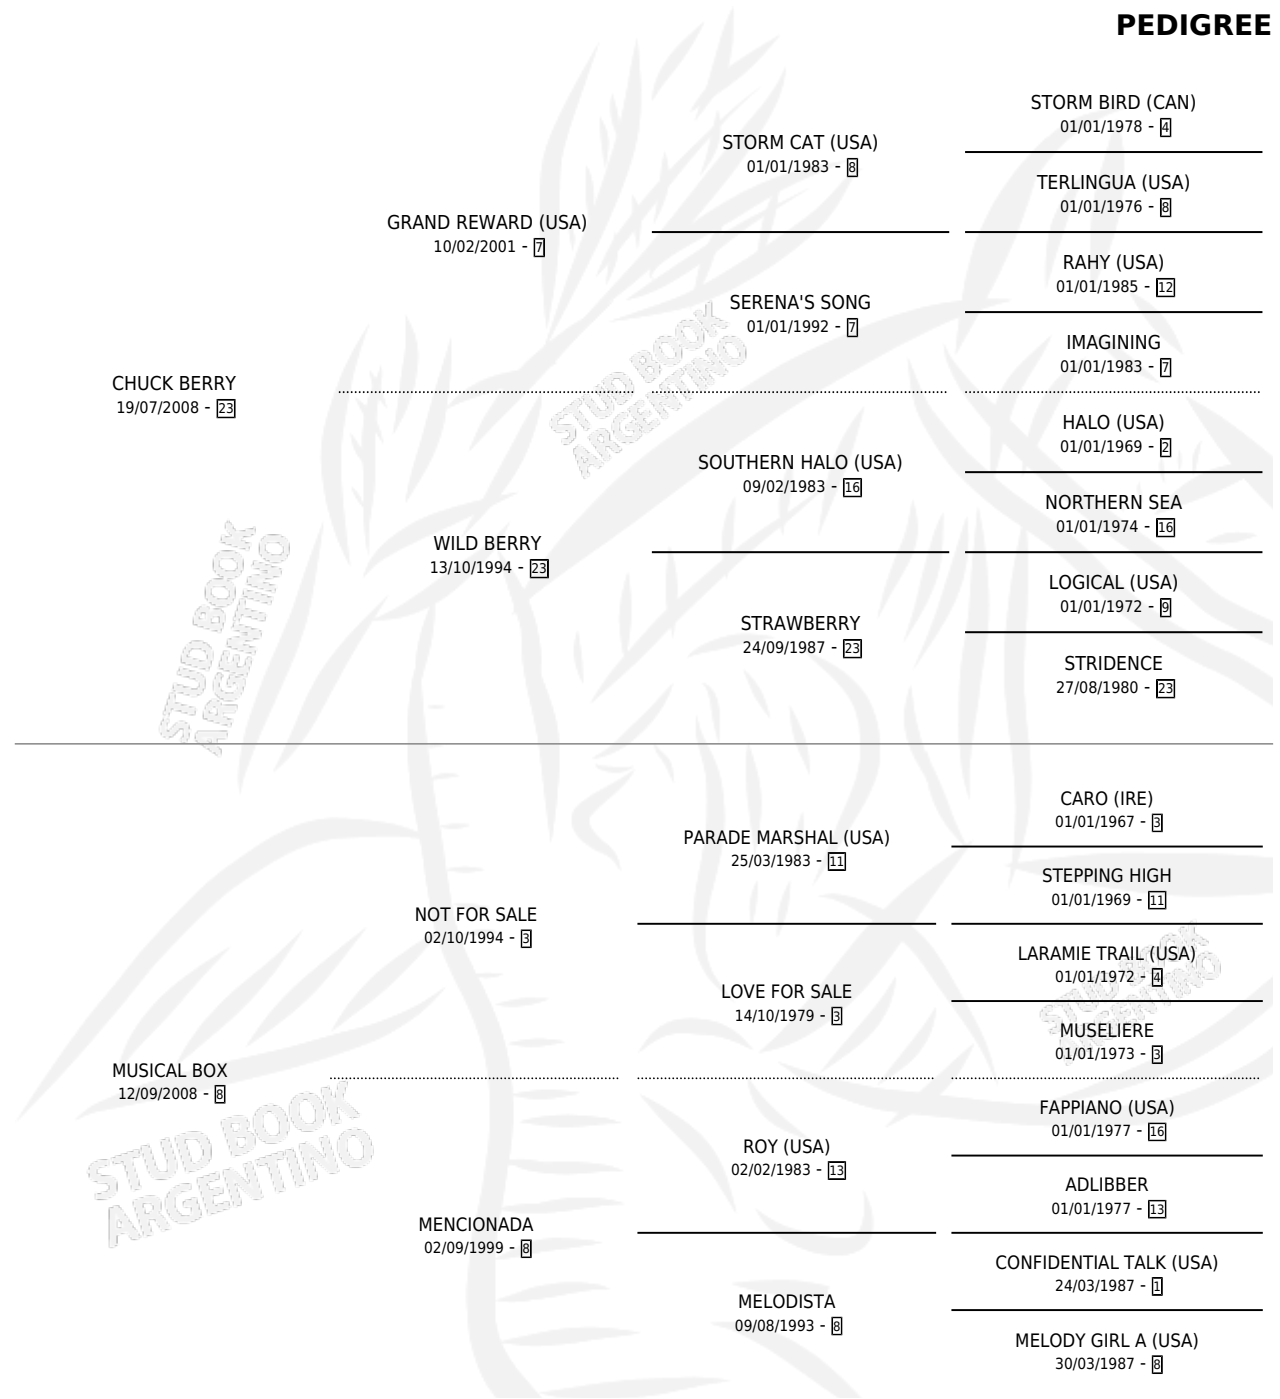 PEDIGREE
STORM BIRD (CAN)
01/01/1978 - 4
STORM CAT (USA)
01/01/1983 - 8
TERLINGUA (USA)
01/01/1976 - 8
GRAND REWARD (USA)
10/02/2001 - 7
RAHY (USA)
01/01/1985 - 12
SERENA'S SONG
01/01/1992 - 7
IMAGINING
01/01/1983 - 7
CHUCK BERRY
19/07/2008 - 23
HALO (USA)
01/01/1969 - 2
SOUTHERN HALO (USA)
09/02/1983 - 16
NORTHERN SEA
01/01/1974 - 16
WILD BERRY
13/10/1994 - 23
LOGICAL (USA)
01/01/1972 - 9
STRAWBERRY
24/09/1987 - 23
STRIDENCE
27/08/1980 - 23
CARO (IRE)
01/01/1967 - 3
PARADE MARSHAL (USA)
25/03/1983 - 11
STEPPING HIGH
01/01/1969 - 11
NOT FOR SALE
02/10/1994 - 3
LARAMIE TRAIL (USA)
01/01/1972 - 4
LOVE FOR SALE
14/10/1979 - 3
MUSELIERE
01/01/1973 - 3
MUSICAL BOX
12/09/2008 - 8
FAPPIANO (USA)
01/01/1977 - 16
ROY (USA)
02/02/1983 - 13
ADLIBBER
01/01/1977 - 13
MENCIONADA
02/09/1999 - 8
CONFIDENTIAL TALK (USA)
24/03/1987 - 1
MELODISTA
09/08/1993 - 8
MELODY GIRL A (USA)
30/03/1987 - 8
STUD BOOK
ARGENTINO
STUD BOOK
ARGENTINO
STUD BOOK
ARGENTINO
STUD BOOK
ARGENTINO